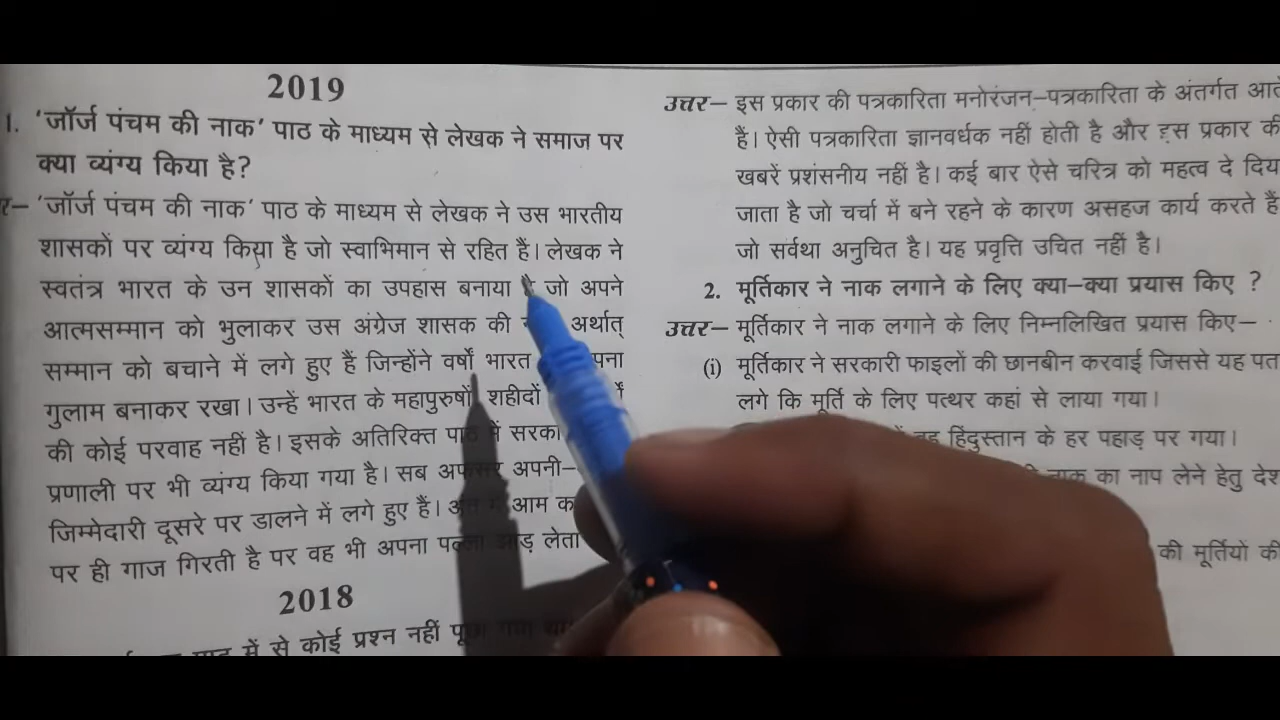 2019
1. 'जॉर्ज पंचम की नाक' पाठ के माध्यम से लेखक ने समाज पर
क्या व्यंग्य किया है?
'जॉर्ज पंचम की नाक' पाठ के माध्यम से लेखक ने उस भारतीय
शासकों पर व्यंग्य किया है जो स्वाभिमान से रहित हैं। लेखक ने
स्वतंत्र भारत के उन शासकों का उपहास बनाया है जो अपने
आत्मसम्मान को भुलाकर उस अंग्रेज शासक की अर्थात्
सम्मान को बचाने में लगे हुए हैं जिन्होंने वर्षों भारत
गुलाम बनाकर रखा। उन्हें भारत के महापुरुषों शहीदों
की कोई परवाह नहीं है। इसके अतिरिक्त पाठ में
प्रणाली पर भी व्यंग्य किया गया है। सब अफसर अपनी-
जिम्मेदारी दूसरे पर डालने में लगे हुए हैं। अंत में आम
पर ही गाज गिरती है पर वह भी अपना पल्ला झाड़ लेता
2018
में से कोई प्रश्न नहीं
उत्तर- इस प्रकार की पत्रकारिता मनोरंजन-पत्रकारिता के अंतर्गत
हैं। ऐसी पत्रकारिता ज्ञानवर्धक नहीं होती है और इस प्रकार की
खबरें प्रशंसनीय नहीं है। कई बार ऐसे चरित्र को महत्व दे
जाता है जो चर्चा में बने रहने के कारण असहज कार्य करते हैं
जो सर्वथा अनुचित है। यह प्रवृत्ति उचित नहीं है।
2. मूर्तिकार ने नाक लगाने के लिए क्या-क्या प्रयास किए ?
उत्तर- मूर्तिकार ने नाक लगाने के लिए निम्नलिखित प्रयास किए-
(i) मूर्तिकार ने सरकारी फाइलों की छानबीन करवाई जिससे यह
लगे कि मूर्ति के लिए पत्थर कहां से लाया गया।
वह हिंदुस्तान के हर पहाड़ पर गया।
नाक का नाप लेने हेतु
की मूर्तियों की